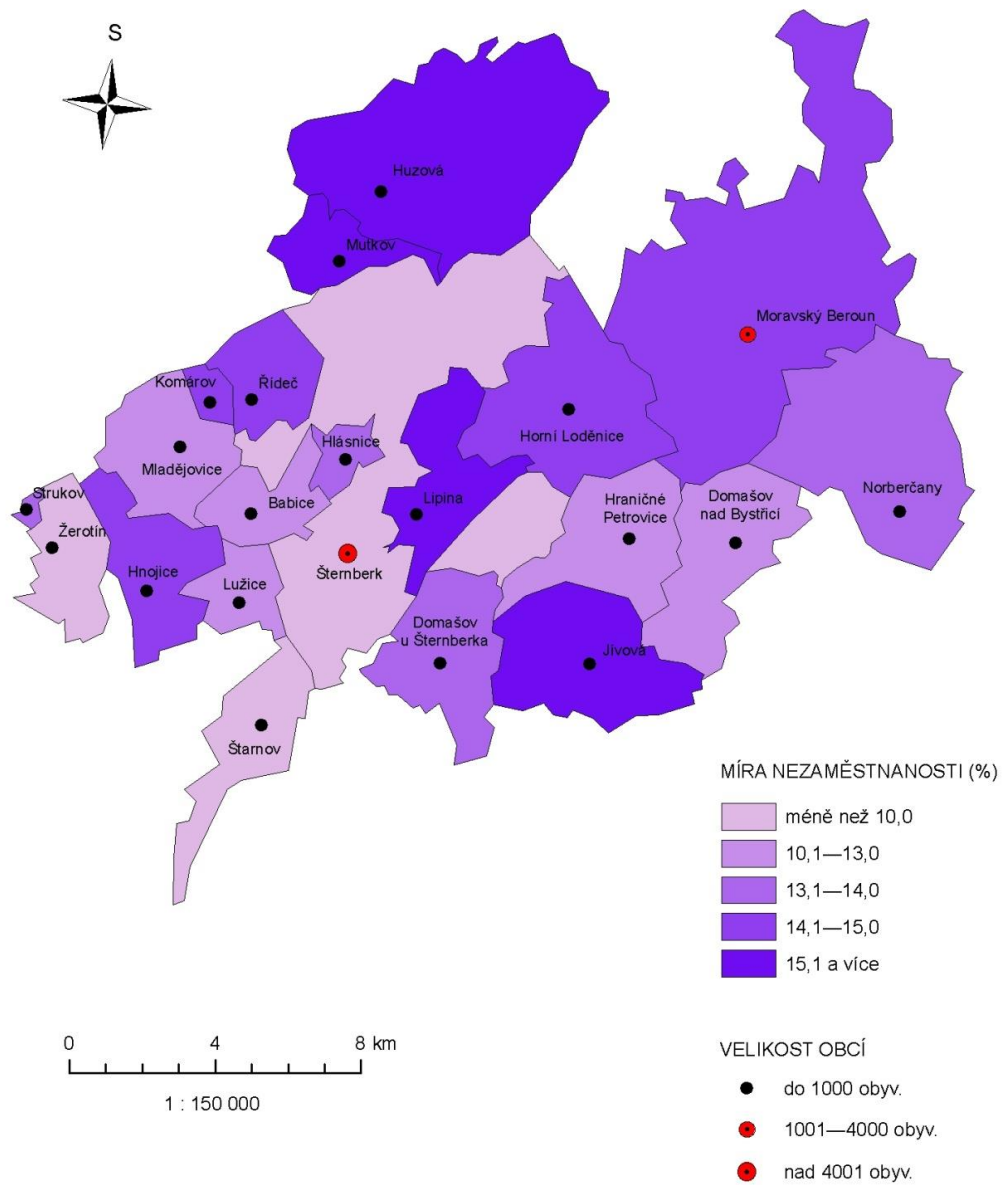 S
Huzová
Mutkov
Moravský Beroun
Komárov
Řídeč
Horní Loděnice
Hlásnice
Mladějovice
Strukov
Babice
Lipina
Hraničné
Petrovice
Domašov
nad Bystřicí
Norberčany
Žerotín
Hnojice
Lužice
Šternberk
Domašov
u Šternberka
Jívová
Štarnov
MÍRA NEZAMĚSTNANOSTI (%)
méně než 10,0
10,1—13,0
13,1—14,0
14,1—15,0
15,1 a více
0 4 8 km
1 : 150 000
VELIKOST OBCÍ
do 1000 obyv.
1001—4000 obyv.
nad 4001 obyv.